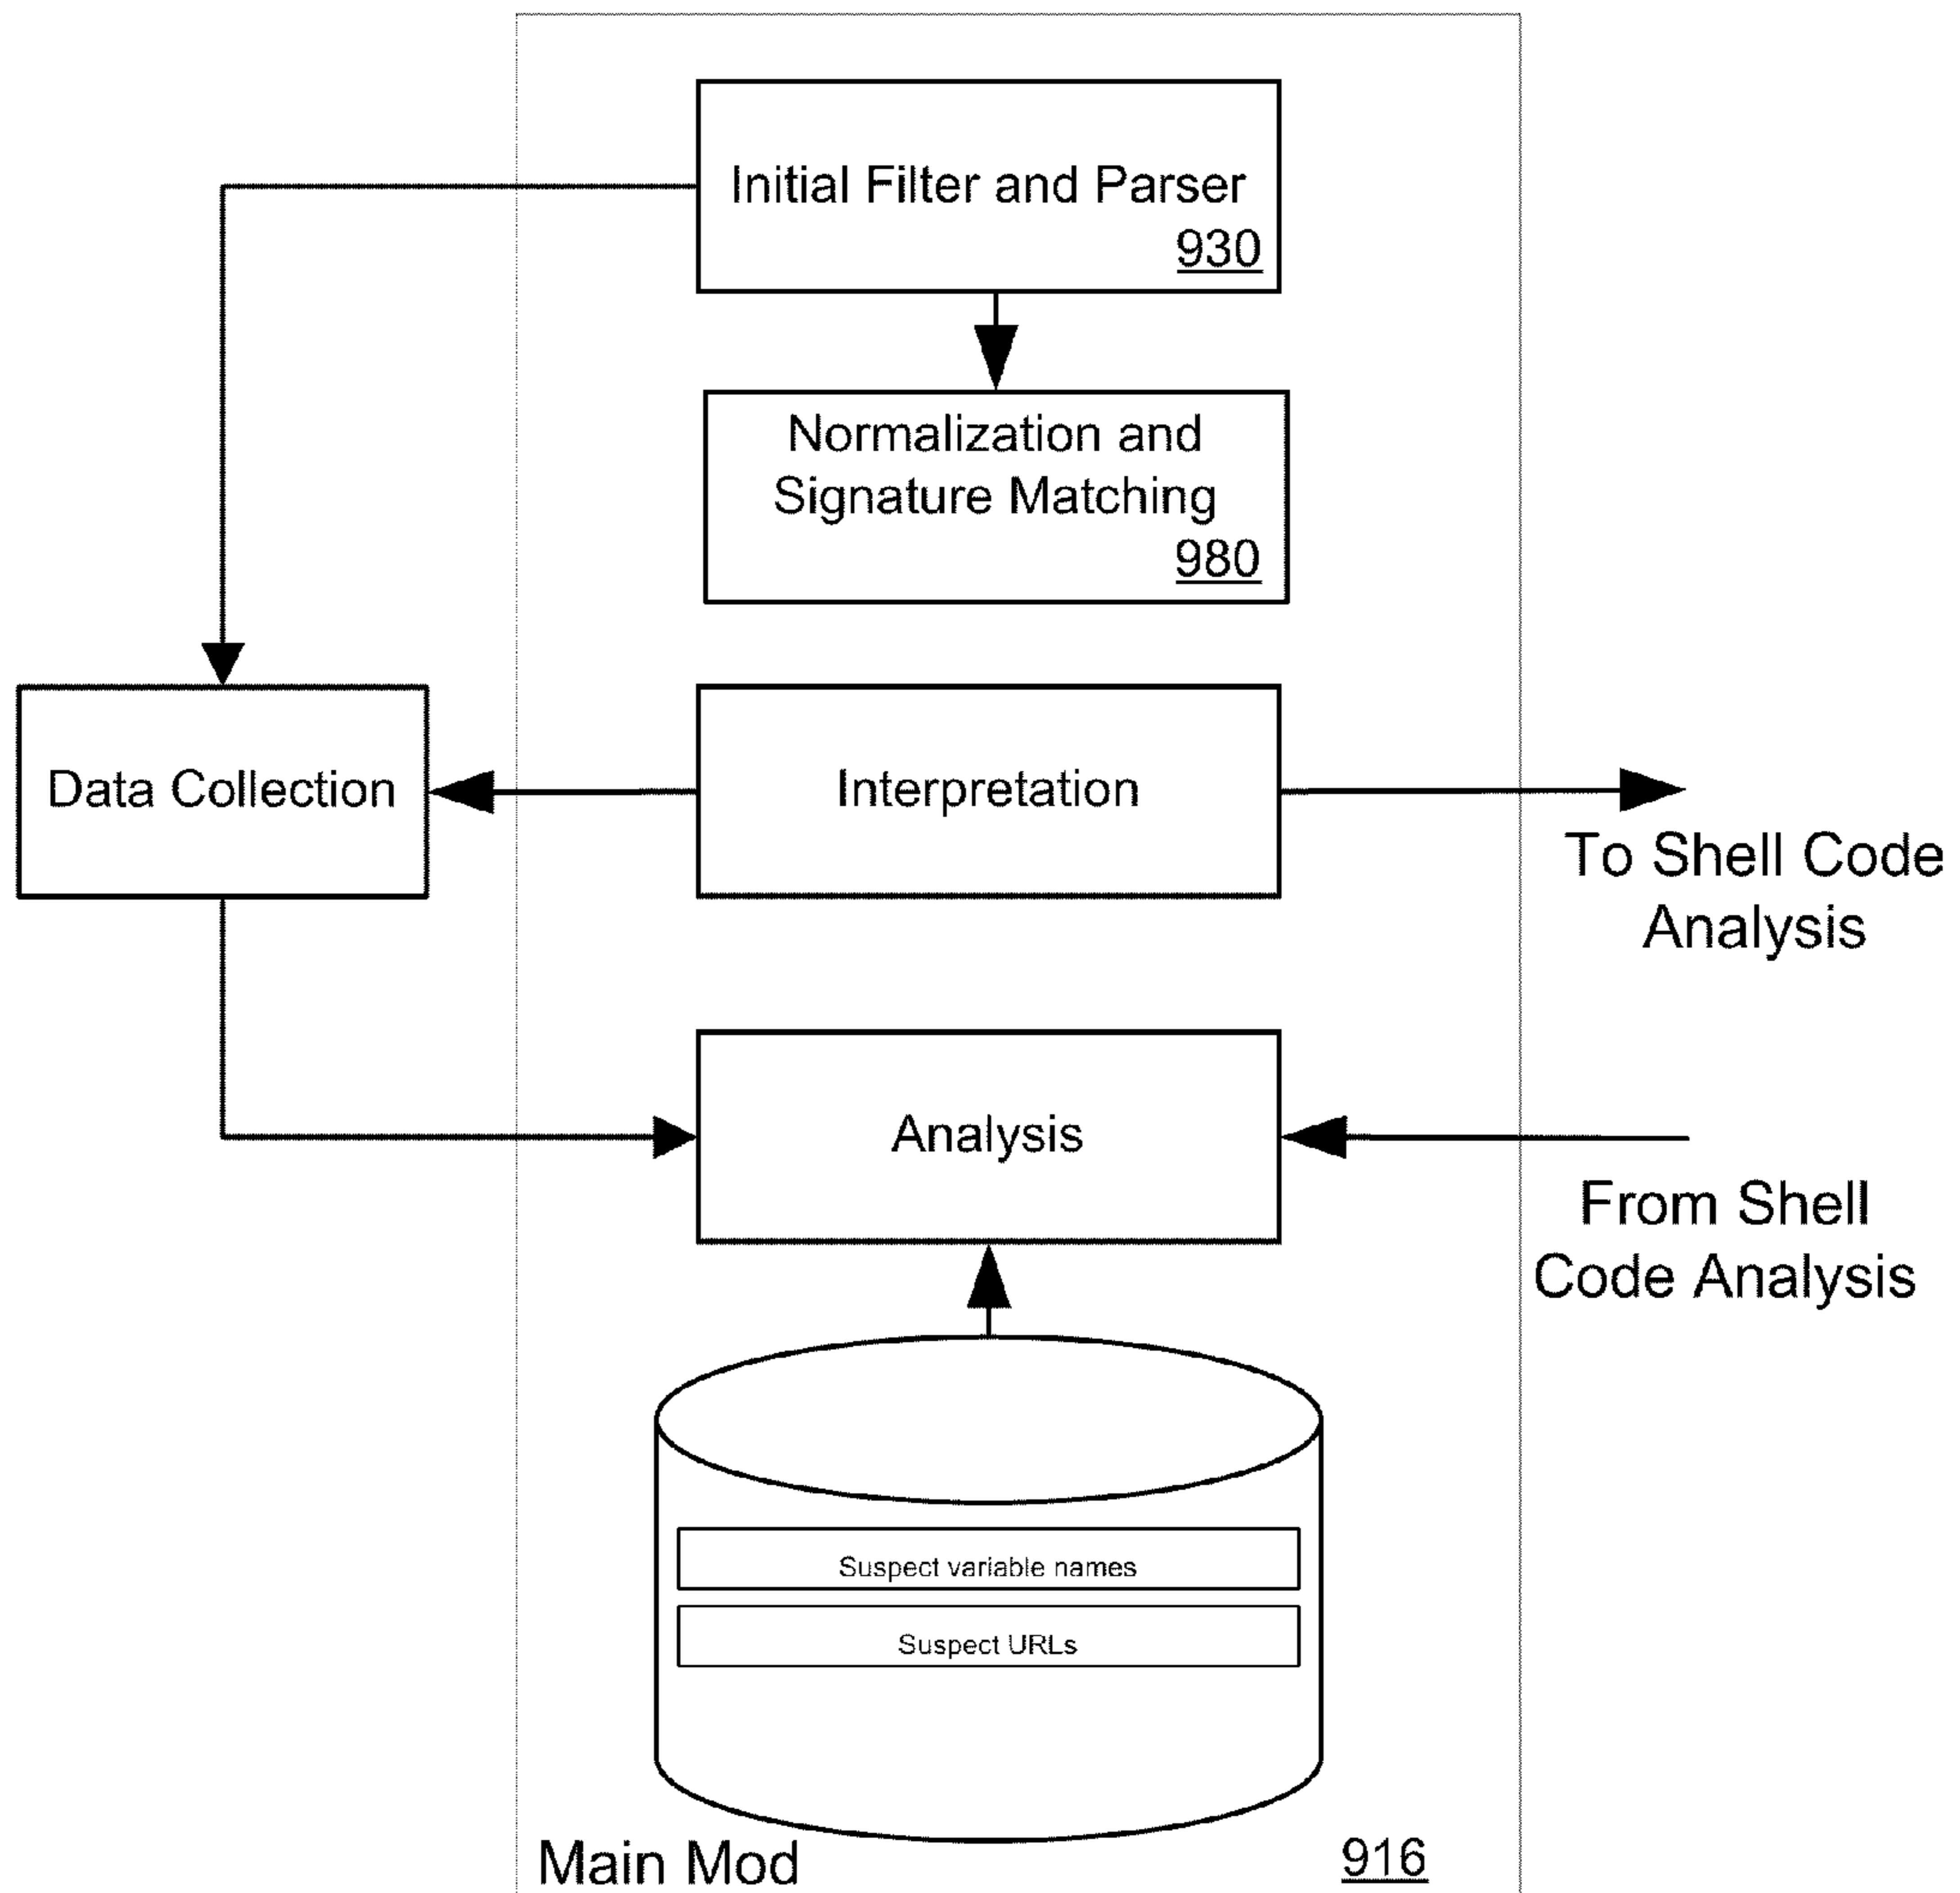 Initial Filter and Parser
930
Normalization and
Signature Matching
980
Data Collection
Interpretation
To Shell Code
Analysis
Analysis
From Shell
Code Analysis
Suspect variable names
Suspect URLs
Main Mod
916